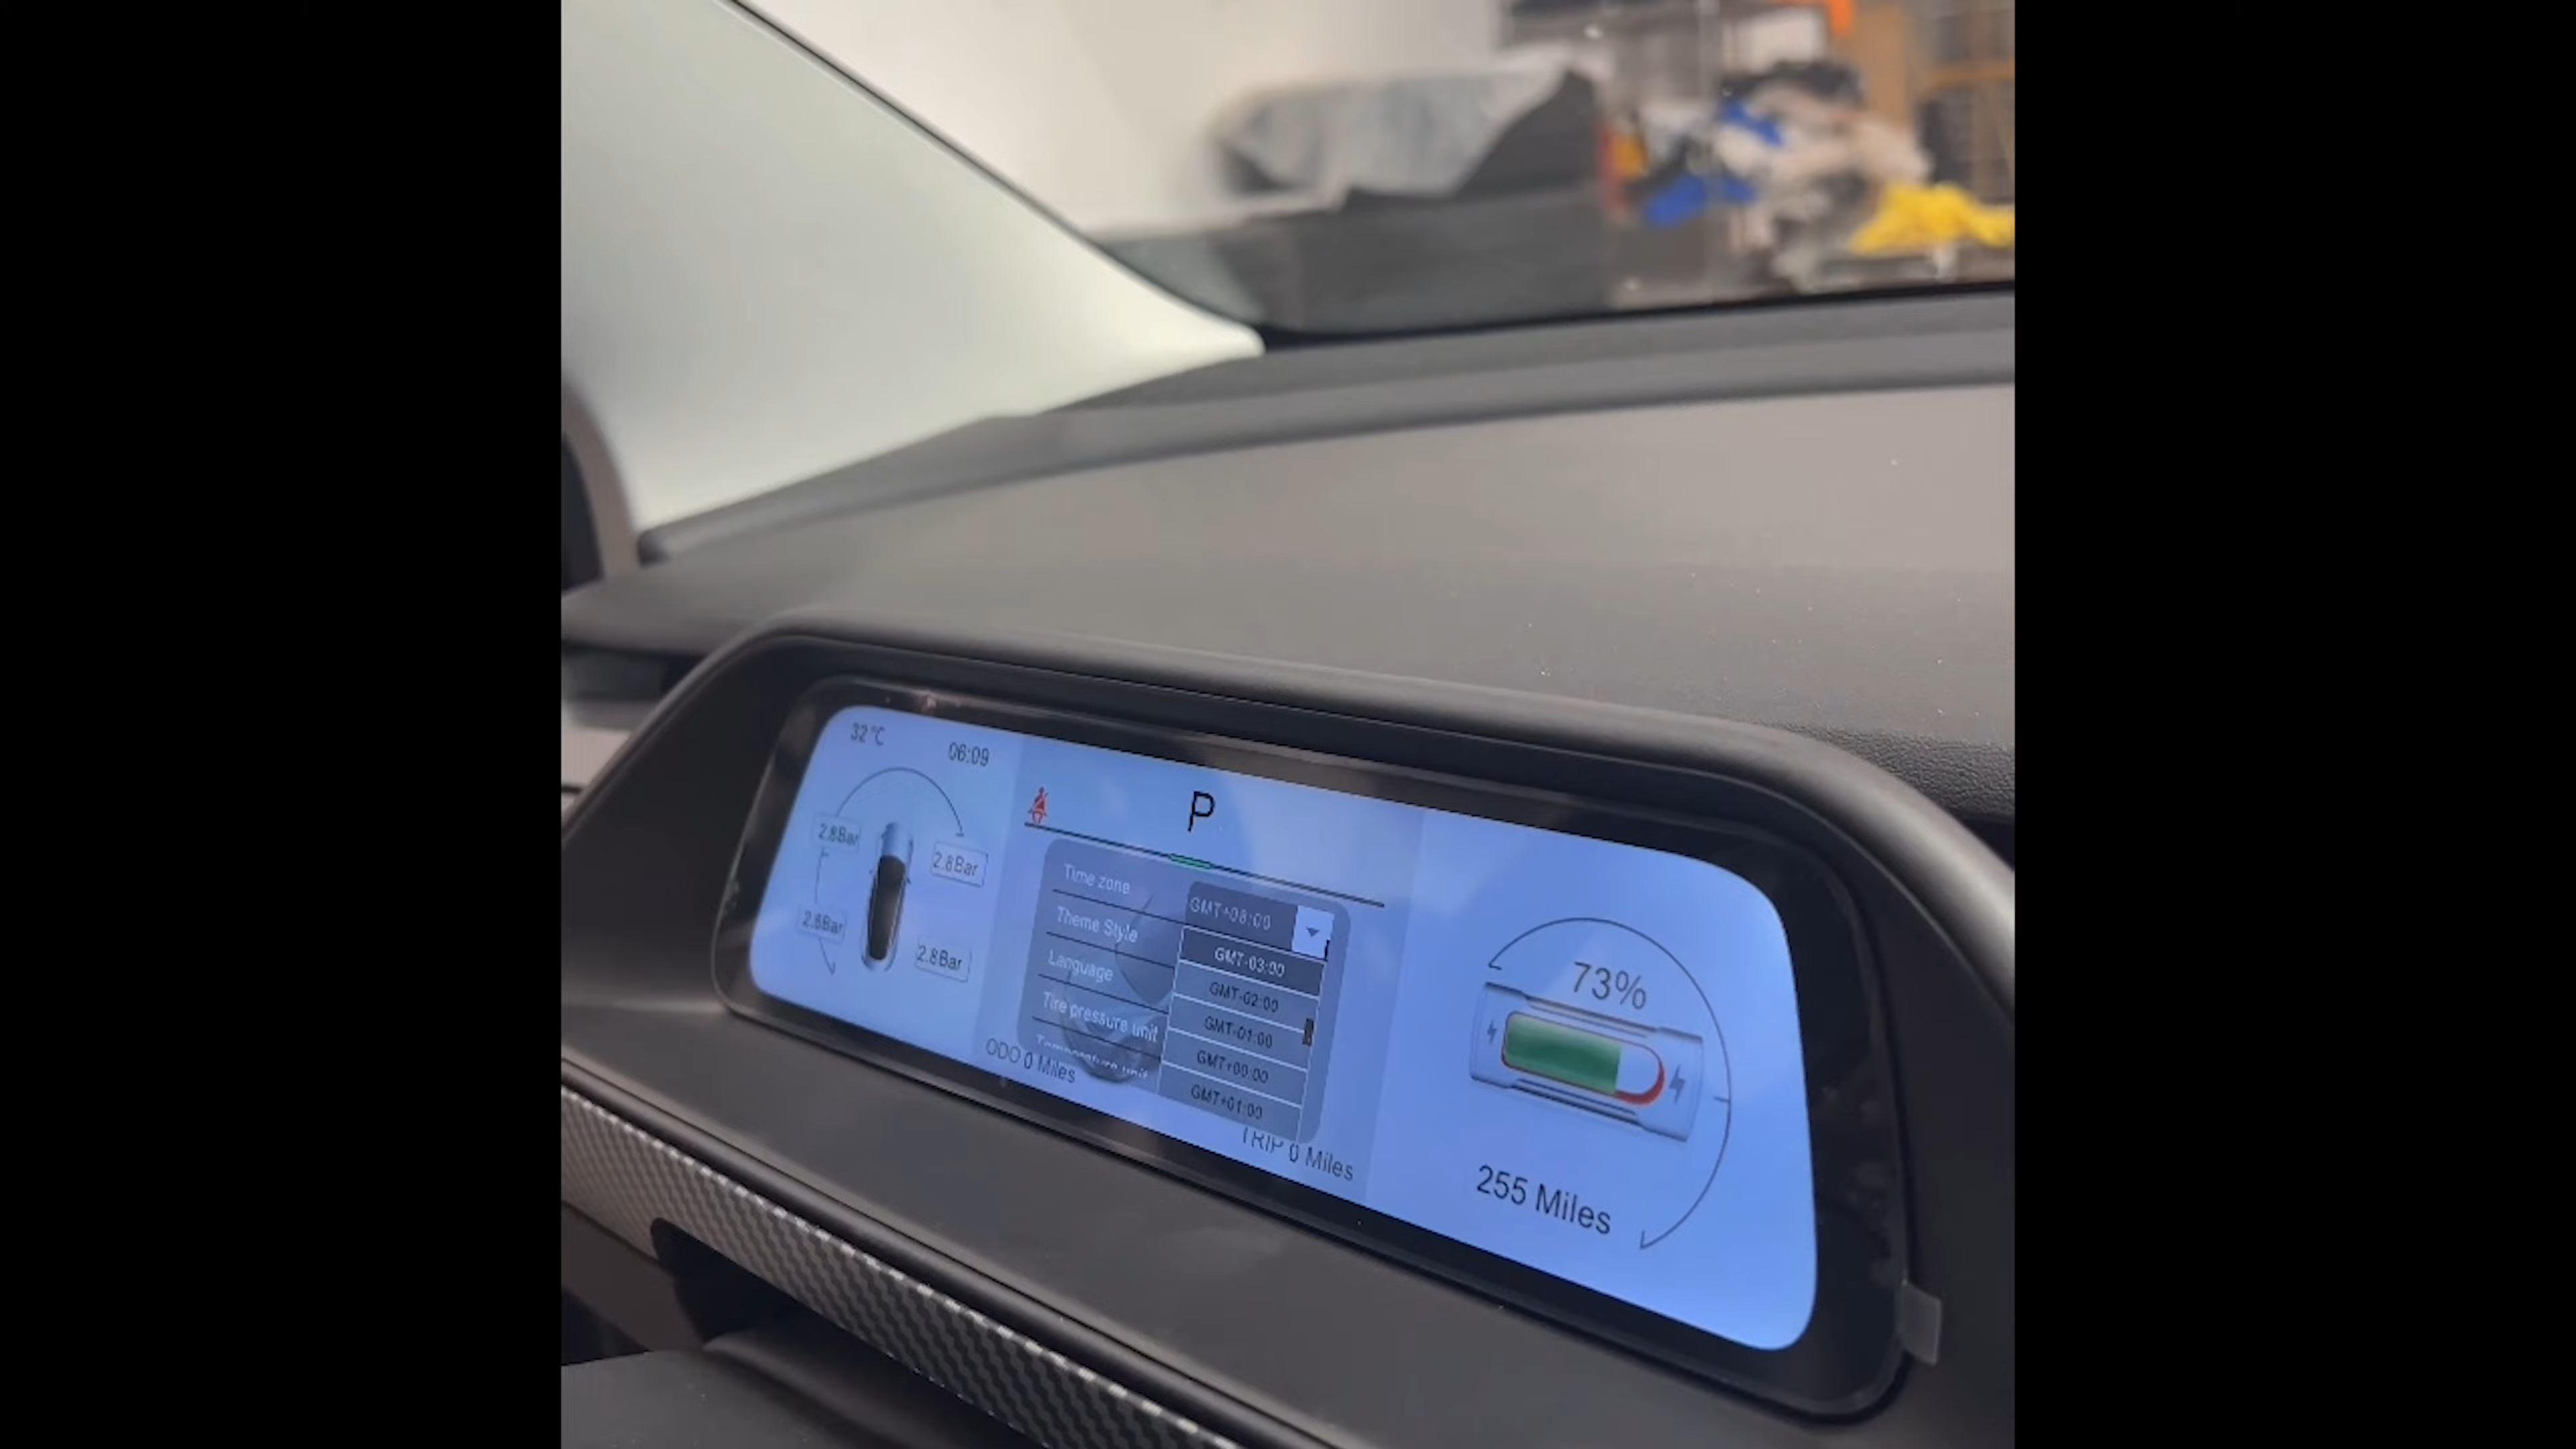 32°C
06:09
P
2.8Bar
2.8Bar
2.8Bar
2.8Bar
Time zone
GMT+08:00
Theme Style
GMT-03:00
Language
GMT-02:00
Tire pressure unit
GMT-01:00
Temperature unit
GMT+00:00
GMT+01:00
ODO 0 Miles
TRIP 0 Miles
73%
255 Miles